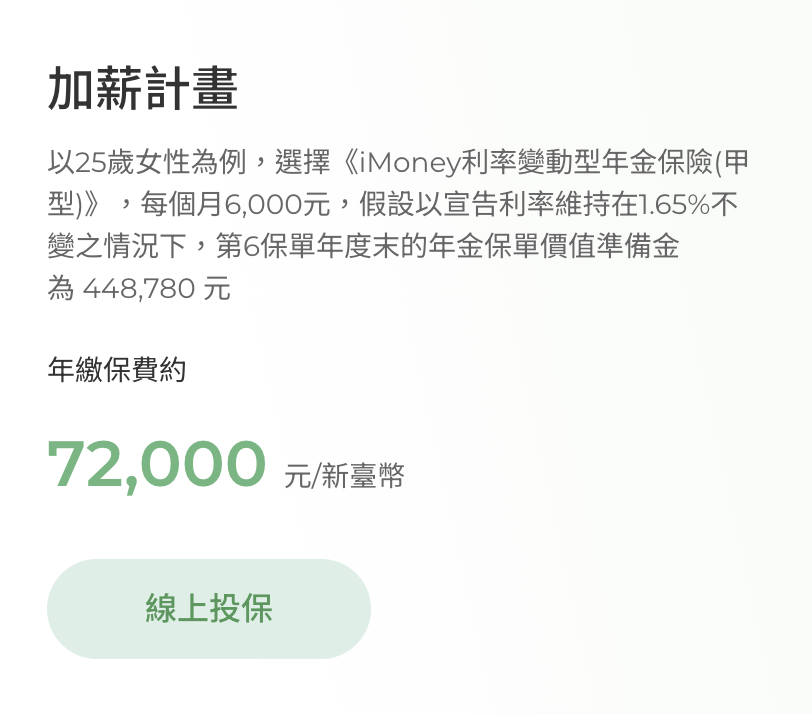 加薪計畫
以25歲女性為例，選擇《iMoney利率變動型年金保險(甲
型)》，每個月6,000元，假設以宣告利率維持在1.65%不
變之情況下，第6保單年度末的年金保單價值準備金
為 448,780 元
年繳保費約
72,000 元/新臺幣
線上投保